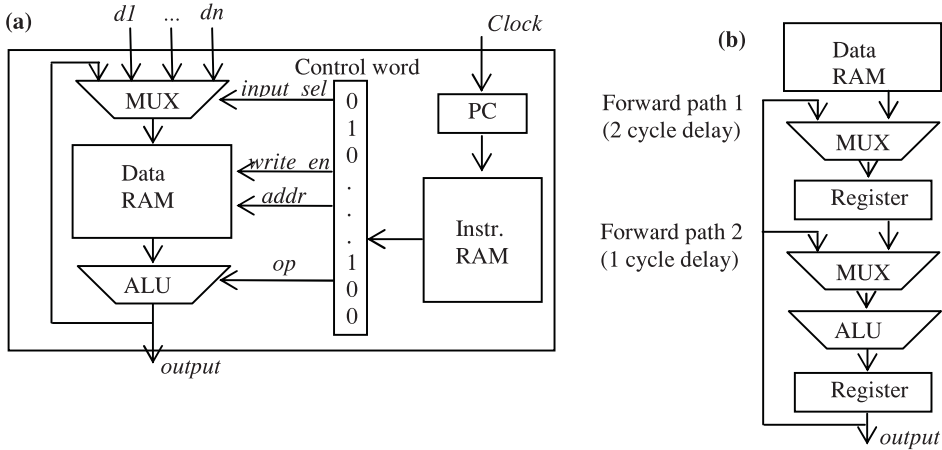 (a)
d1 ... dn
Clock
Control word
MUX
input_sel
PC
Data
RAM
write_en
addr
Instr.
RAM
ALU
op
0
1
0
.
.
.
1
0
0
output
(b)
Data
RAM
Forward path 1
(2 cycle delay)
MUX
Register
Forward path 2
(1 cycle delay)
MUX
ALU
Register
output